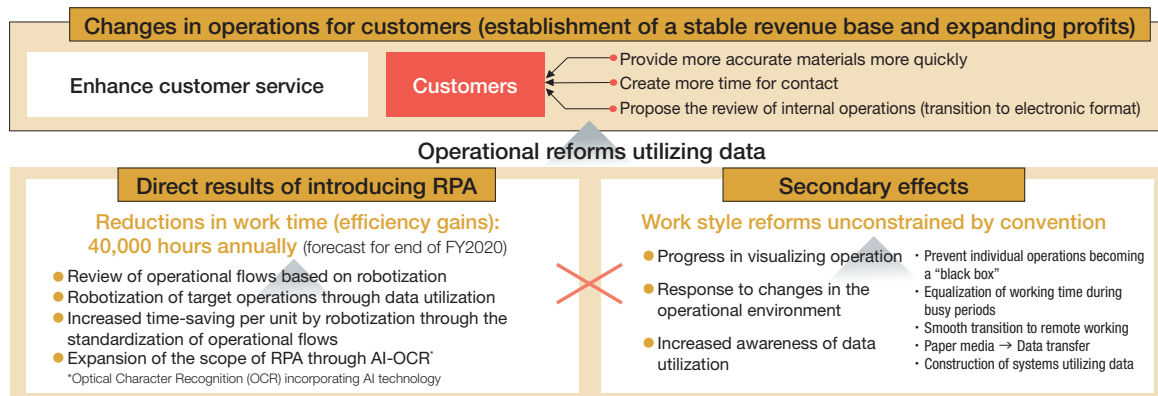 Changes in operations for customers (establishment of a stable revenue base and expanding profits)
Enhance customer service
Customers
Provide more accurate materials more quickly
Create more time for contact
Propose the review of internal operations (transition to electronic format)
Operational reforms utilizing data
Direct results of introducing RPA
Reductions in work time (efficiency gains):
40,000 hours annually (forecast for end of FY2020)
● Review of operational flows based on robotization
● Robotization of target operations through data utilization
● Increased time-saving per unit by robotization through the
standardization of operational flows
● Expansion of the scope of RPA through AI-OCR*
*Optical Character Recognition (OCR) incorporating AI technology
Secondary effects
Work style reforms unconstrained by convention
● Progress in visualizing operation
● Response to changes in the
operational environment
● Increased awareness of data
utilization
・Prevent individual operations becoming
a “black box”
・Equalization of working time during
busy periods
・Smooth transition to remote working
・Paper media → Data transfer
・Construction of systems utilizing data